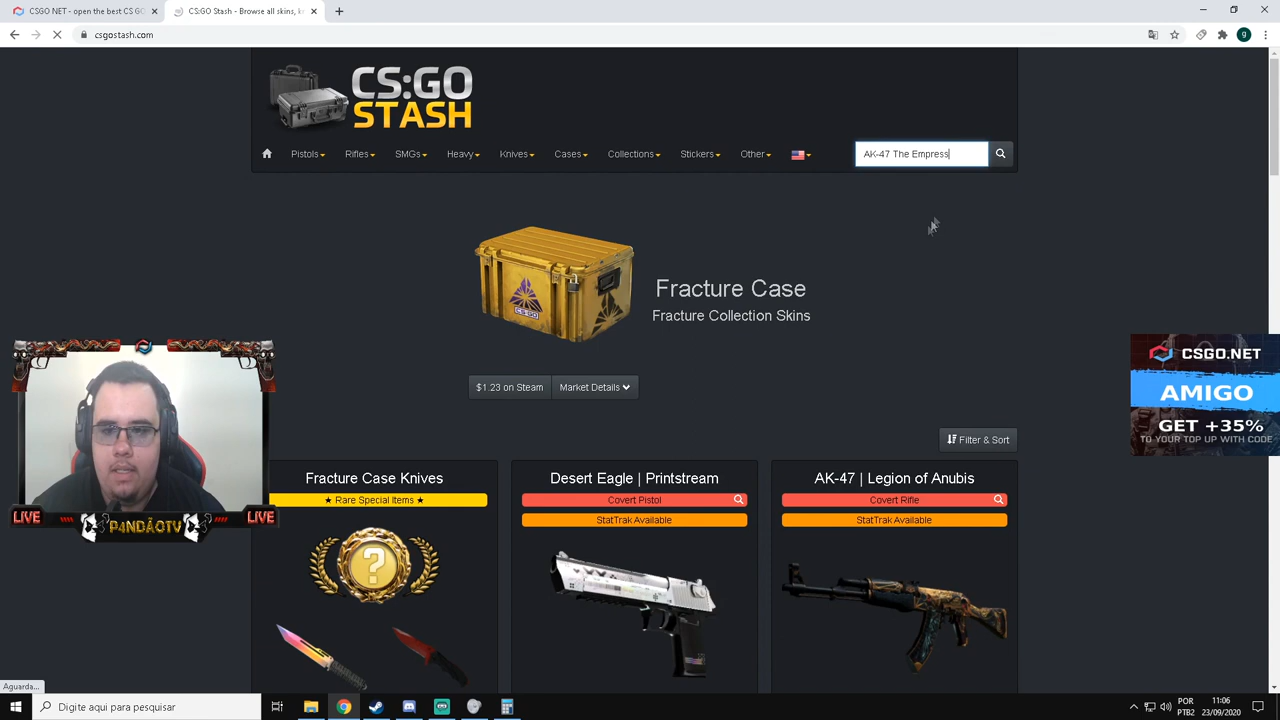 CSGO NET - open the best CS GO
CS:GO Stash - Browse all skins, kn
csgostash.com
g
CS:GO
STASH
Pistols
Rifles
SMGs
Heavy
Knives
Cases
Collections
Stickers
Other
AK-47 The Empress
CS:GO
Fracture Case
Fracture Collection Skins
$1.23 on Steam
Market Details
Filter & Sort
CSGO.NET
AMIGO
GET +35%
TO YOUR TOP UP WITH CODE
Fracture Case Knives
★ Rare Special Items ★
?
Desert Eagle | Printstream
Covert Pistol
StatTrak Available
AK-47 | Legion of Anubis
Covert Rifle
StatTrak Available
LIVE
P4NDÃOTV
LIVE
Aguarda...
Digite aqui para pesquisar
POR
PTB2
11:06
23/09/2020